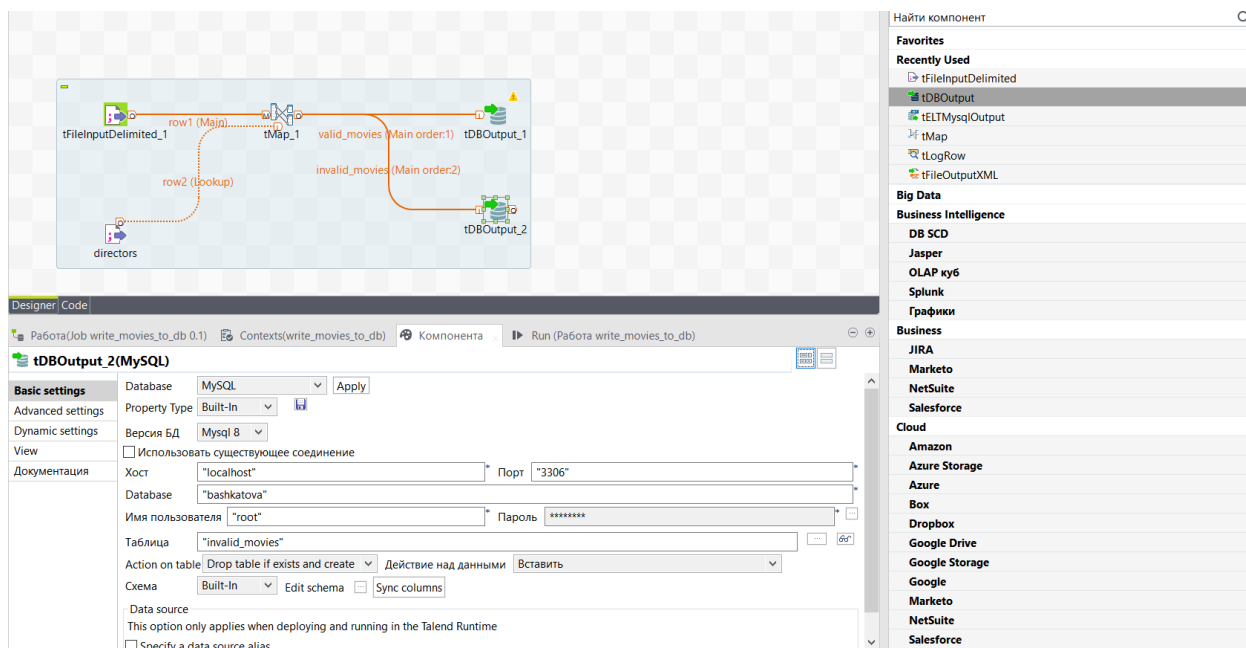 row1 (Main)
tFileInputDelimited_1
tMap_1
valid_movies (Main order:1)
tDBOutput_1
invalid_movies (Main order:2)
row2 (Lookup)
tDBOutput_2
directors
Designer
Code
Работа(Job write_movies_to_db 0.1)
Contexts(write_movies_to_db)
Компонента
Run (Работа write_movies_to_db)
tDBOutput_2(MySQL)
Basic settings
Advanced settings
Dynamic settings
View
Документация
Database MySQL Apply
Property Type Built-In
Версия БД Mysql 8
Использовать существующее соединение
Хост "localhost" * Порт "3306" *
Database "bashkatova" *
Имя пользователя "root" * Пароль ******** * ...
Таблица "invalid_movies" ...
Action on table Drop table if exists and create Действие над данными Вставить
Схема Built-In Edit schema ... Sync columns
Data source
This option only applies when deploying and running in the Talend Runtime
Specify a data source alias
Найти компонент
Favorites
Recently Used
tFileInputDelimited
tDBOutput
tELTMysqlOutput
tMap
tLogRow
tFileOutputXML
Big Data
Business Intelligence
DB SCD
Jasper
OLAP куб
Splunk
Графики
Business
JIRA
Marketo
NetSuite
Salesforce
Cloud
Amazon
Azure Storage
Azure
Box
Dropbox
Google Drive
Google Storage
Google
Marketo
NetSuite
Salesforce